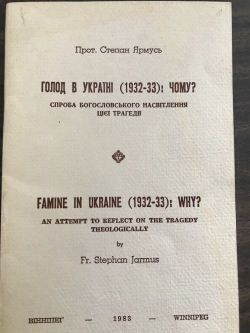 Прот. Степан Ярмусь
ГОЛОД В УКРАЇНІ (1932-33): ЧОМУ?
СПРОБА БОГОСЛОВСЬКОГО НАСВІТЛЕННЯ
ЦІЄЇ ТРАГЕДІЇ
FAMINE IN UKRAINE (1932-33): WHY?
AN ATTEMPT TO REFLECT ON THE TRAGEDY
THEOLOGICALLY
by
Fr. Stephan Jarmus
ВІННІПЕГ — 1983 — WINNIPEG